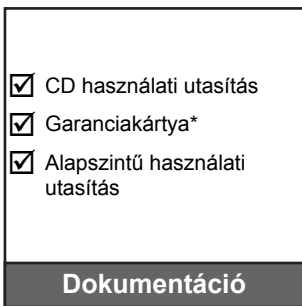 CD használati utasítás
Garanciakártya*
Alapszintű használati
utasítás
Dokumentáció